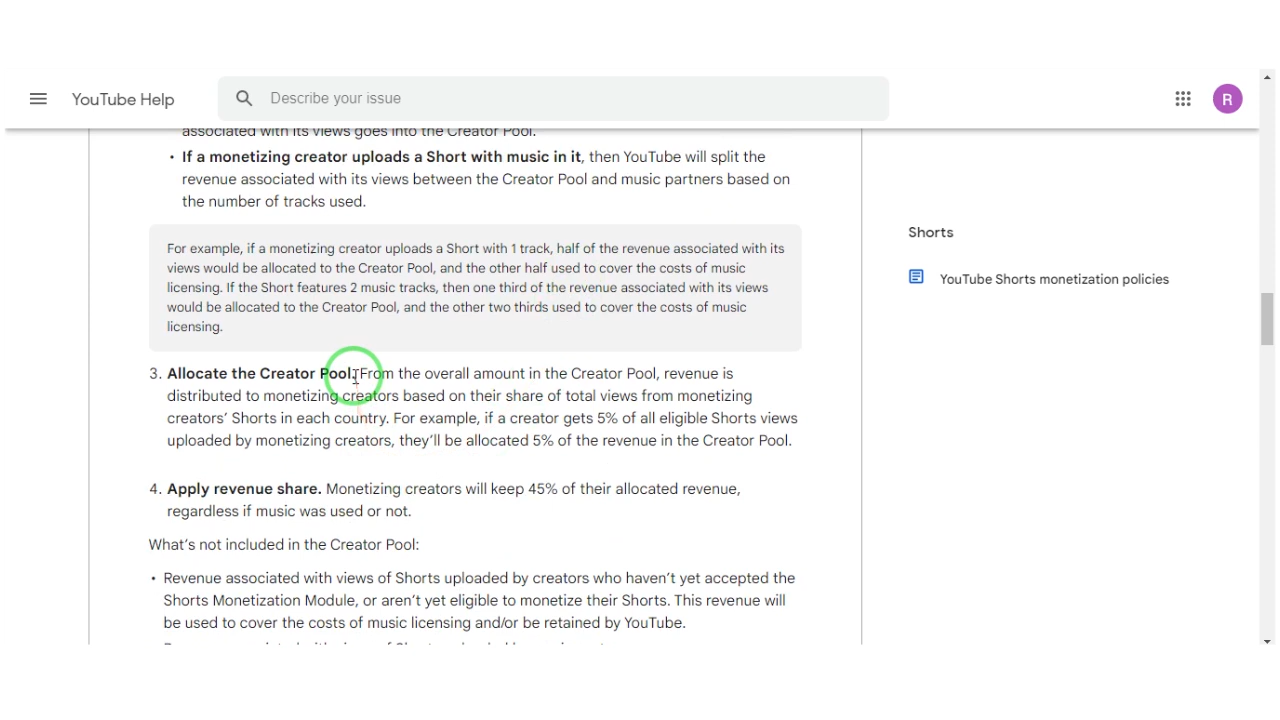 YouTube Help
Describe your issue
R
associated with its views goes into the Creator Pool.
• If a monetizing creator uploads a Short with music in it, then YouTube will split the
revenue associated with its views between the Creator Pool and music partners based on
the number of tracks used.
For example, if a monetizing creator uploads a Short with 1 track, half of the revenue associated with its
views would be allocated to the Creator Pool, and the other half used to cover the costs of music
licensing. If the Short features 2 music tracks, then one third of the revenue associated with its views
would be allocated to the Creator Pool, and the other two thirds used to cover the costs of music
licensing.
3. Allocate the Creator Pool. From the overall amount in the Creator Pool, revenue is
distributed to monetizing creators based on their share of total views from monetizing
creators’ Shorts in each country. For example, if a creator gets 5% of all eligible Shorts views
uploaded by monetizing creators, they’ll be allocated 5% of the revenue in the Creator Pool.
4. Apply revenue share. Monetizing creators will keep 45% of their allocated revenue,
regardless if music was used or not.
What’s not included in the Creator Pool:
• Revenue associated with views of Shorts uploaded by creators who haven’t yet accepted the
Shorts Monetization Module, or aren’t yet eligible to monetize their Shorts. This revenue will
be used to cover the costs of music licensing and/or be retained by YouTube.
Shorts
YouTube Shorts monetization policies